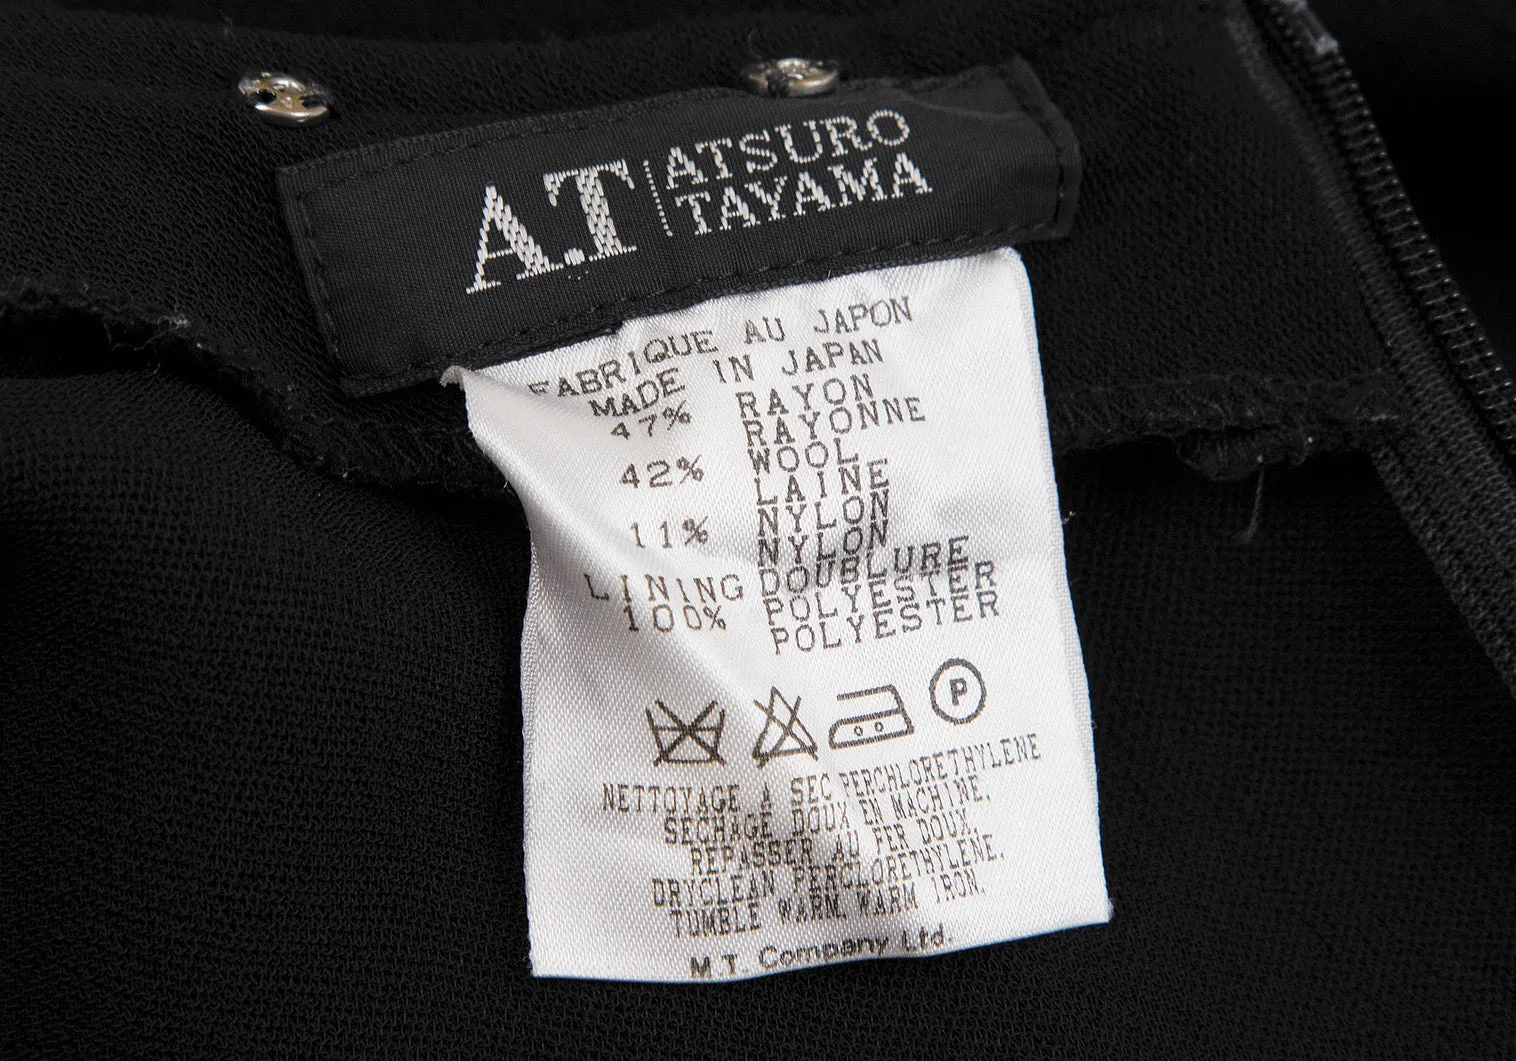 A.T ATSURO
TAYAMA
FABRIQUE AU JAPON
MADE IN JAPAN
47% RAYON
RAYONNE
42% WOOL
LAINE
11% NYLON
NYLON
LINING DOUBLURE
100% POLYESTER
POLYESTER
P
NETTOYAGE A SEC PERCHLORETHYLENE
SECHAGE DOUX EN MACHINE.
REPASSER AU FER DOUX.
DRYCLEAN PERCLORETHYLENE.
TUMBLE WARM. WARM IRON.
M.T. Company Ltd.